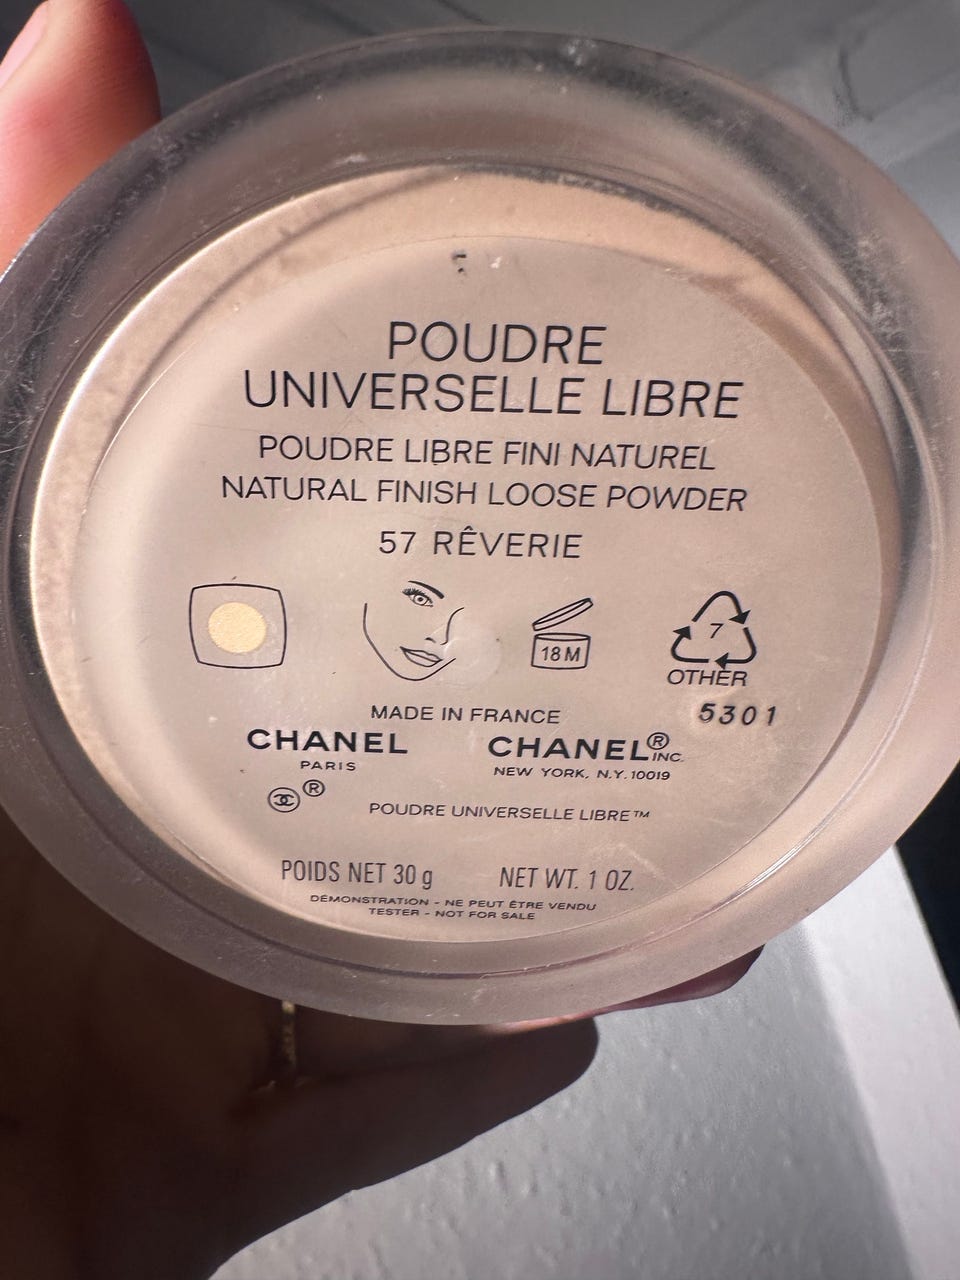 POUDRE
UNIVERSELLE LIBRE
POUDRE LIBRE FINI NATUREL
NATURAL FINISH LOOSE POWDER
57 RÊVERIE
18 M
7
OTHER
5301
MADE IN FRANCE
CHANEL
PARIS
CHANEL® INC.
NEW YORK, N.Y. 10019
®
POUDRE UNIVERSELLE LIBRE™
POIDS NET 30 g NET WT. 1 OZ.
DÉMONSTRATION - NE PEUT ÊTRE VENDU
TESTER - NOT FOR SALE